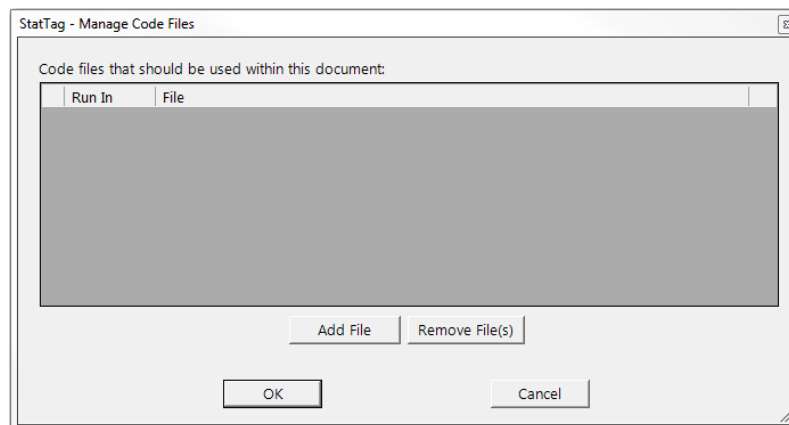 StatTag - Manage Code Files
Code files that should be used within this document:
Run In File
Add File Remove File(s)
OK Cancel